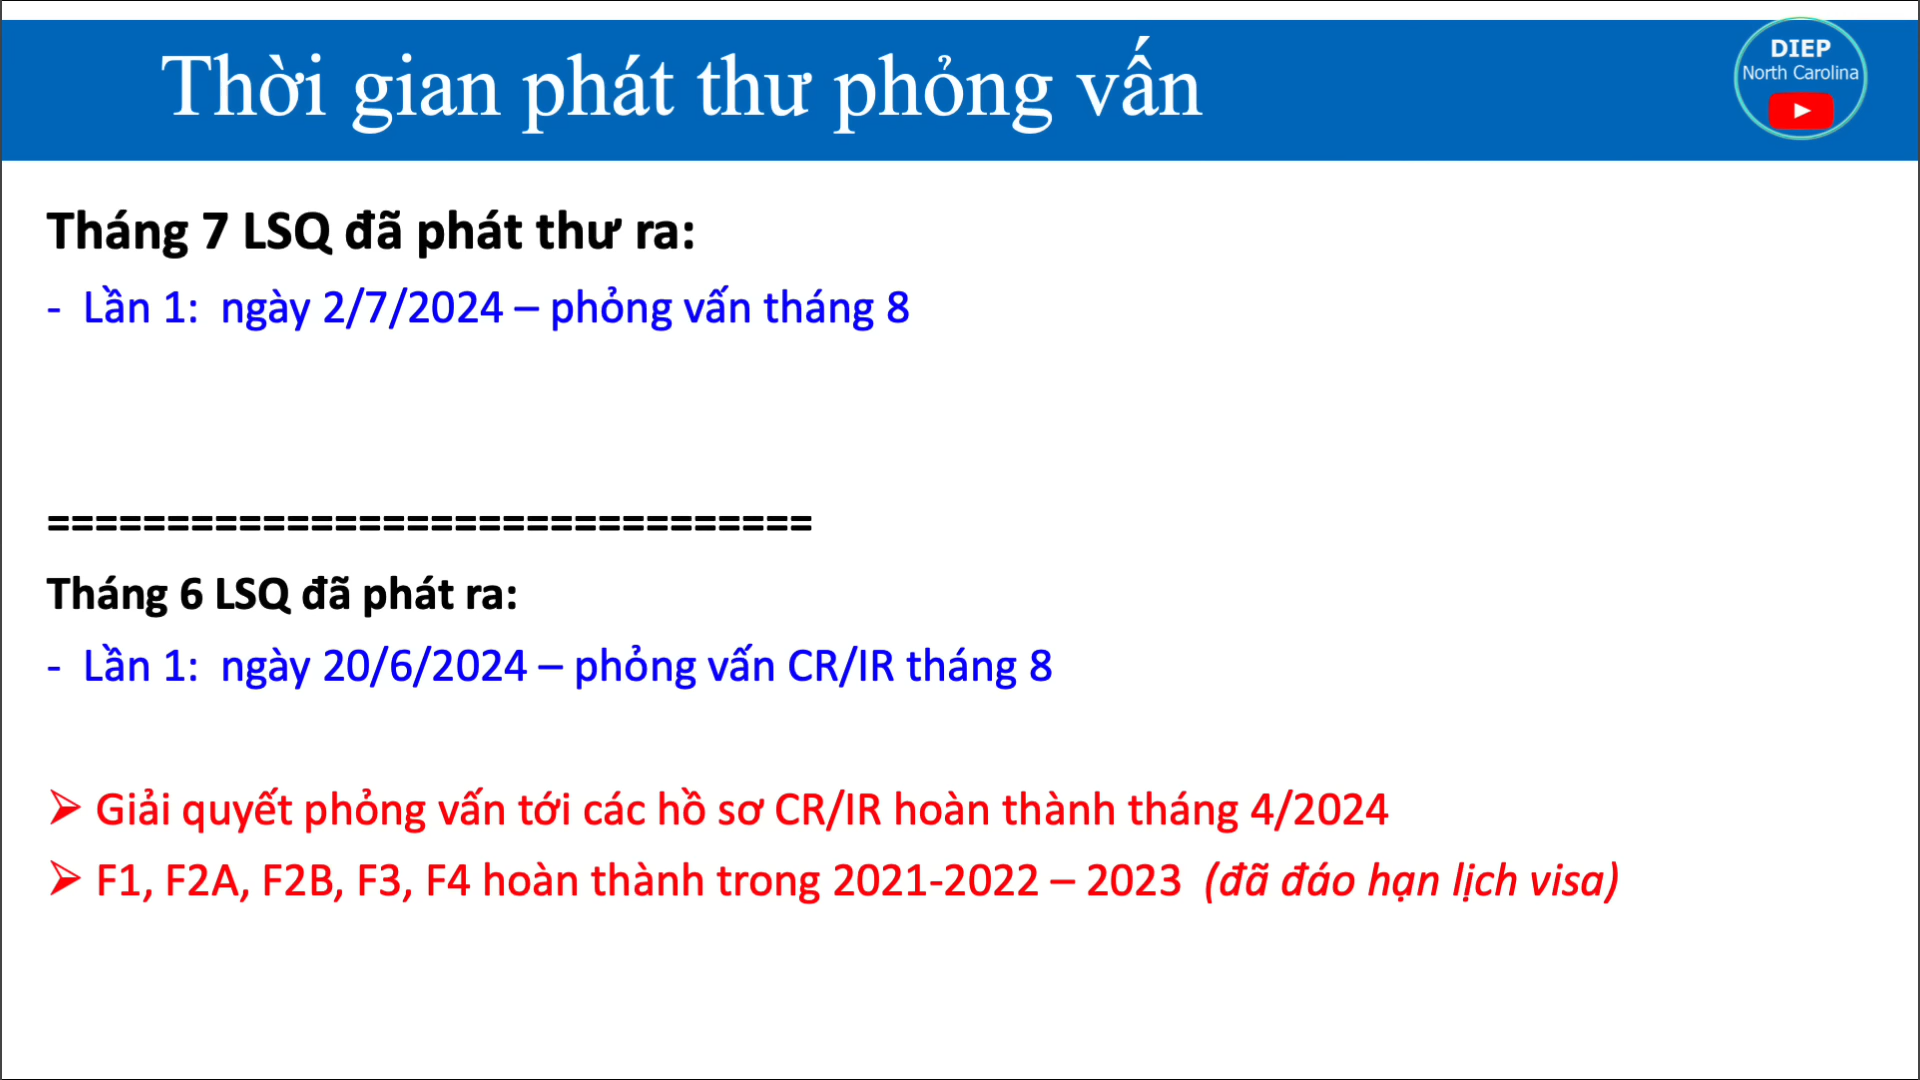 Thời gian phát thư phỏng vấn
DIEP
North Carolina
Tháng 7 LSQ đã phát thư ra:
- Lần 1: ngày 2/7/2024 – phỏng vấn tháng 8
================================
Tháng 6 LSQ đã phát ra:
- Lần 1: ngày 20/6/2024 – phỏng vấn CR/IR tháng 8
➢ Giải quyết phỏng vấn tới các hồ sơ CR/IR hoàn thành tháng 4/2024
➢ F1, F2A, F2B, F3, F4 hoàn thành trong 2021-2022 – 2023 (đã đáo hạn lịch visa)